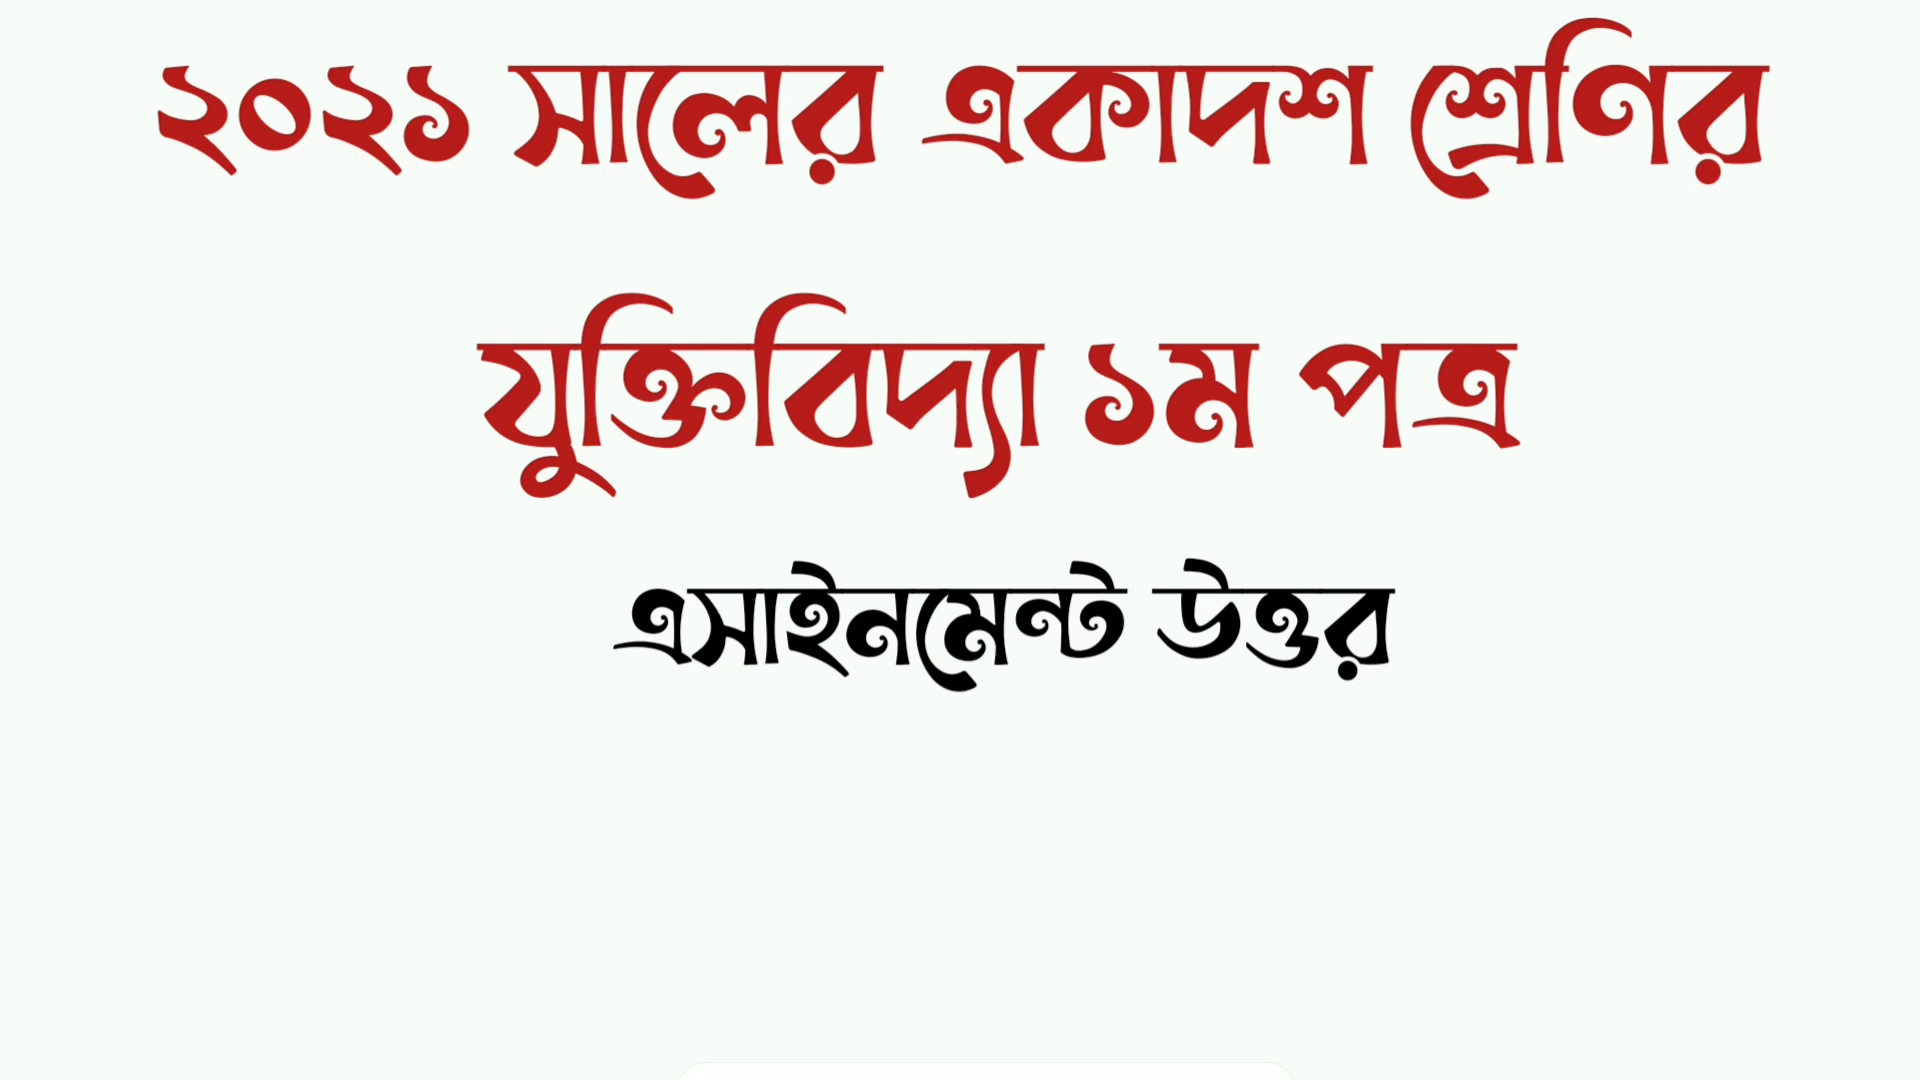 ২০২১ সালের একাদশ শ্রেণির
যুক্তিবিদ্যা ১ম পত্র
এসাইনমেন্ট উত্তর